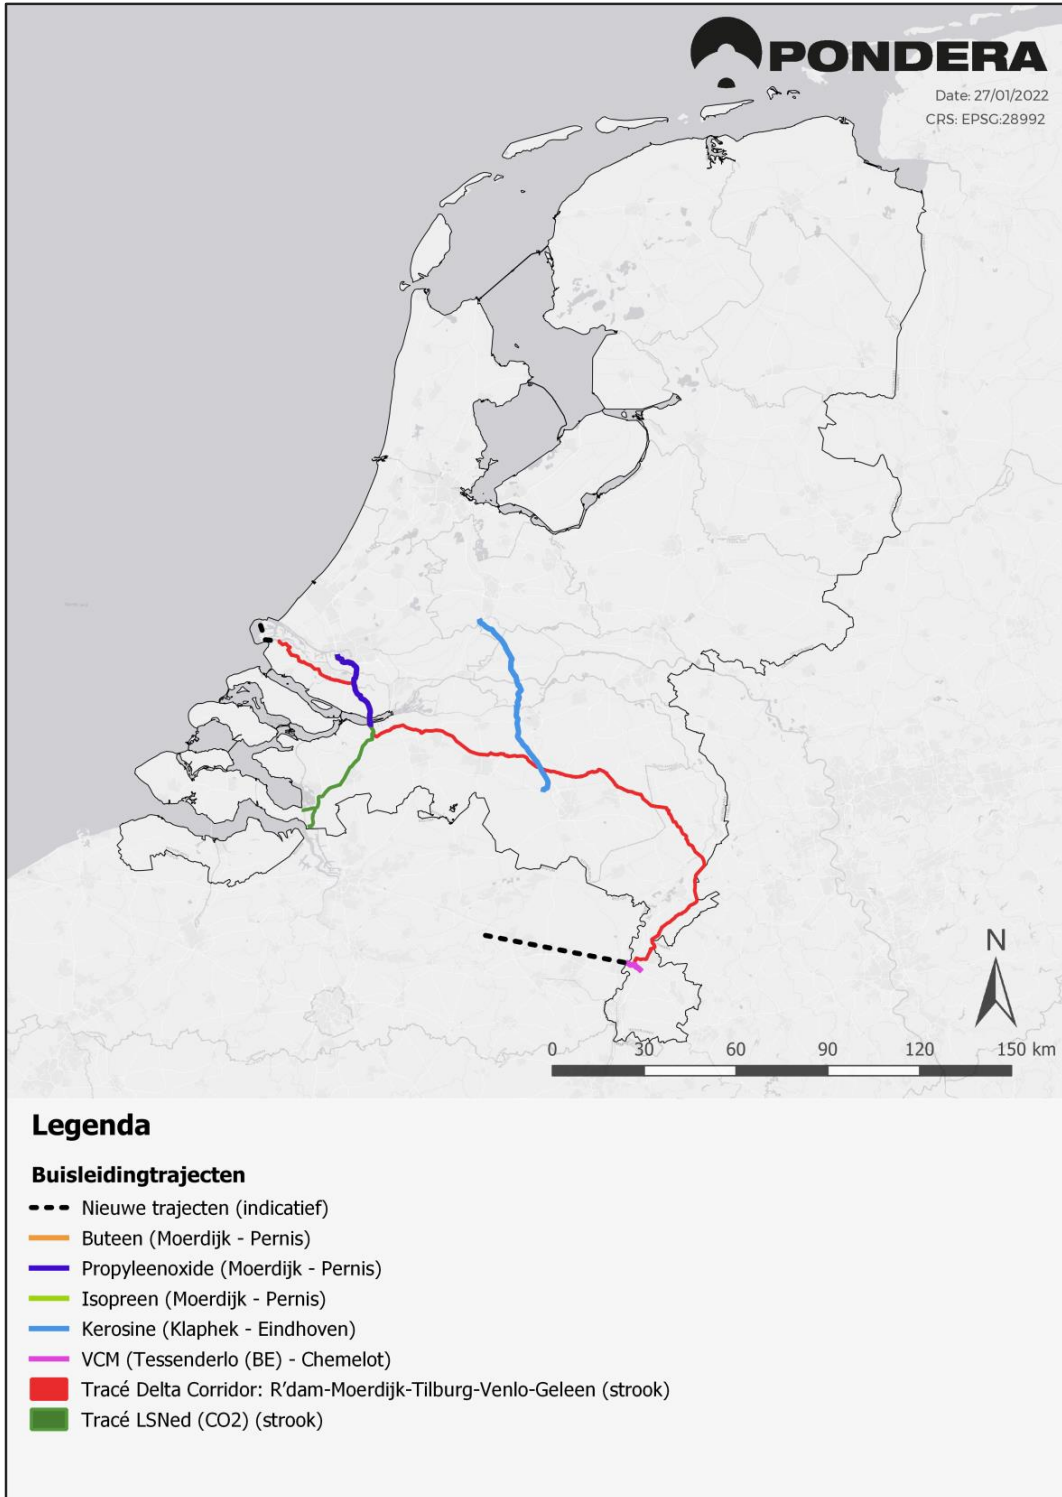 PONDERA
Date: 27/01/2022
CRS: EPSG:28992
N
0 30 60 90 120 150 km
Legenda
Buisleidingtrajecten
Nieuwe trajecten (indicatief)
Buteen (Moerdijk - Pernis)
Propyleenoxide (Moerdijk - Pernis)
Isopreen (Moerdijk - Pernis)
Kerosine (Klaphek - Eindhoven)
VCM (Tessenderlo (BE) - Chemelot)
Tracé Delta Corridor: R'dam-Moerdijk-Tilburg-Venlo-Geleen (strook)
Tracé LSNed (CO2) (strook)